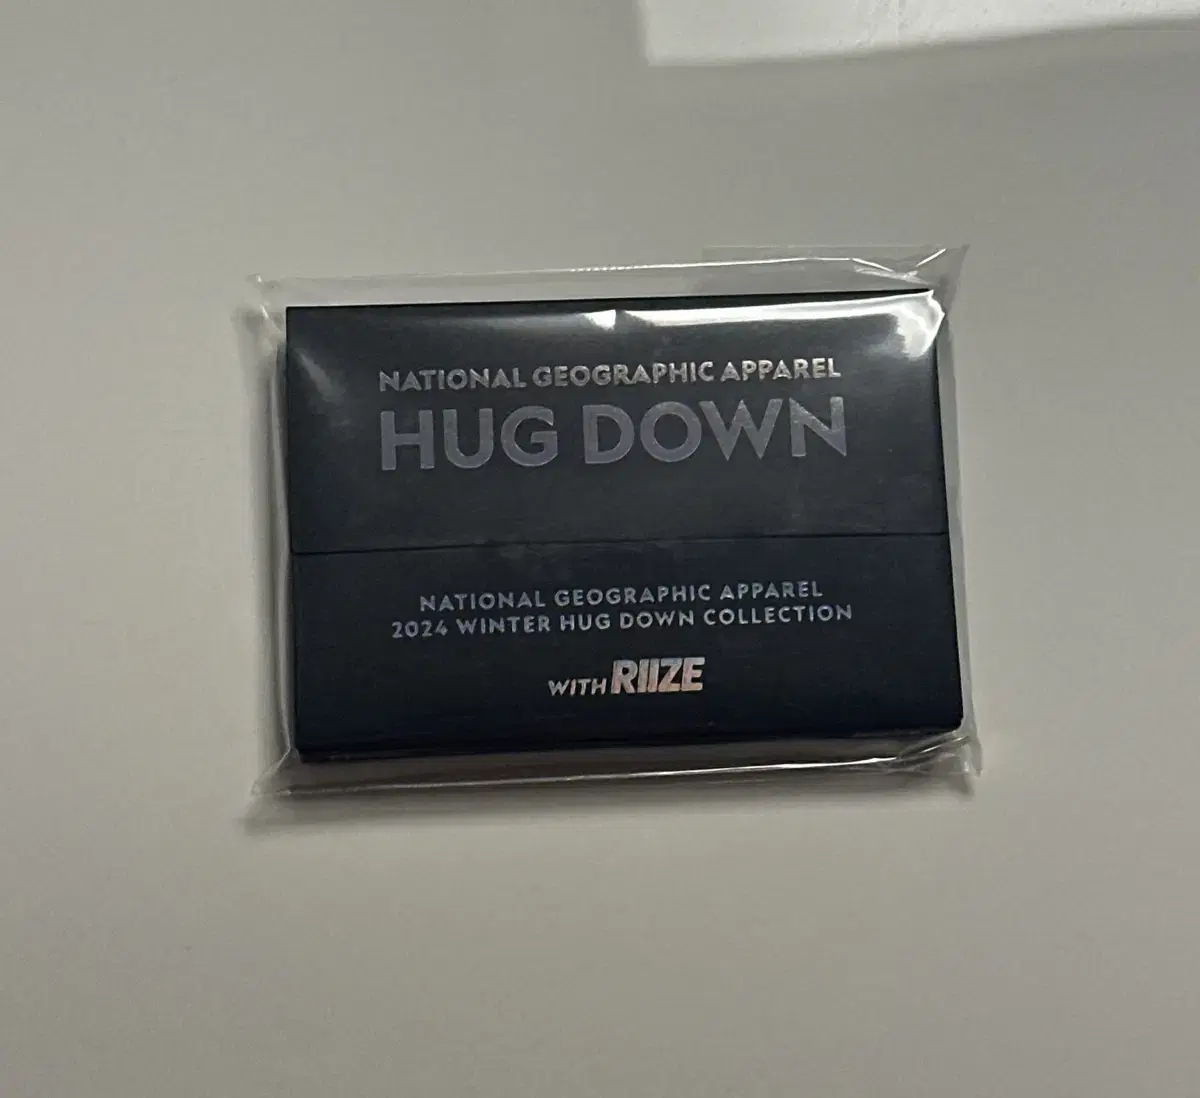 NATIONAL GEOGRAPHIC APPAREL
HUG DOWN
NATIONAL GEOGRAPHIC APPAREL
2024 WINTER HUG DOWN COLLECTION
WITH RIIZE